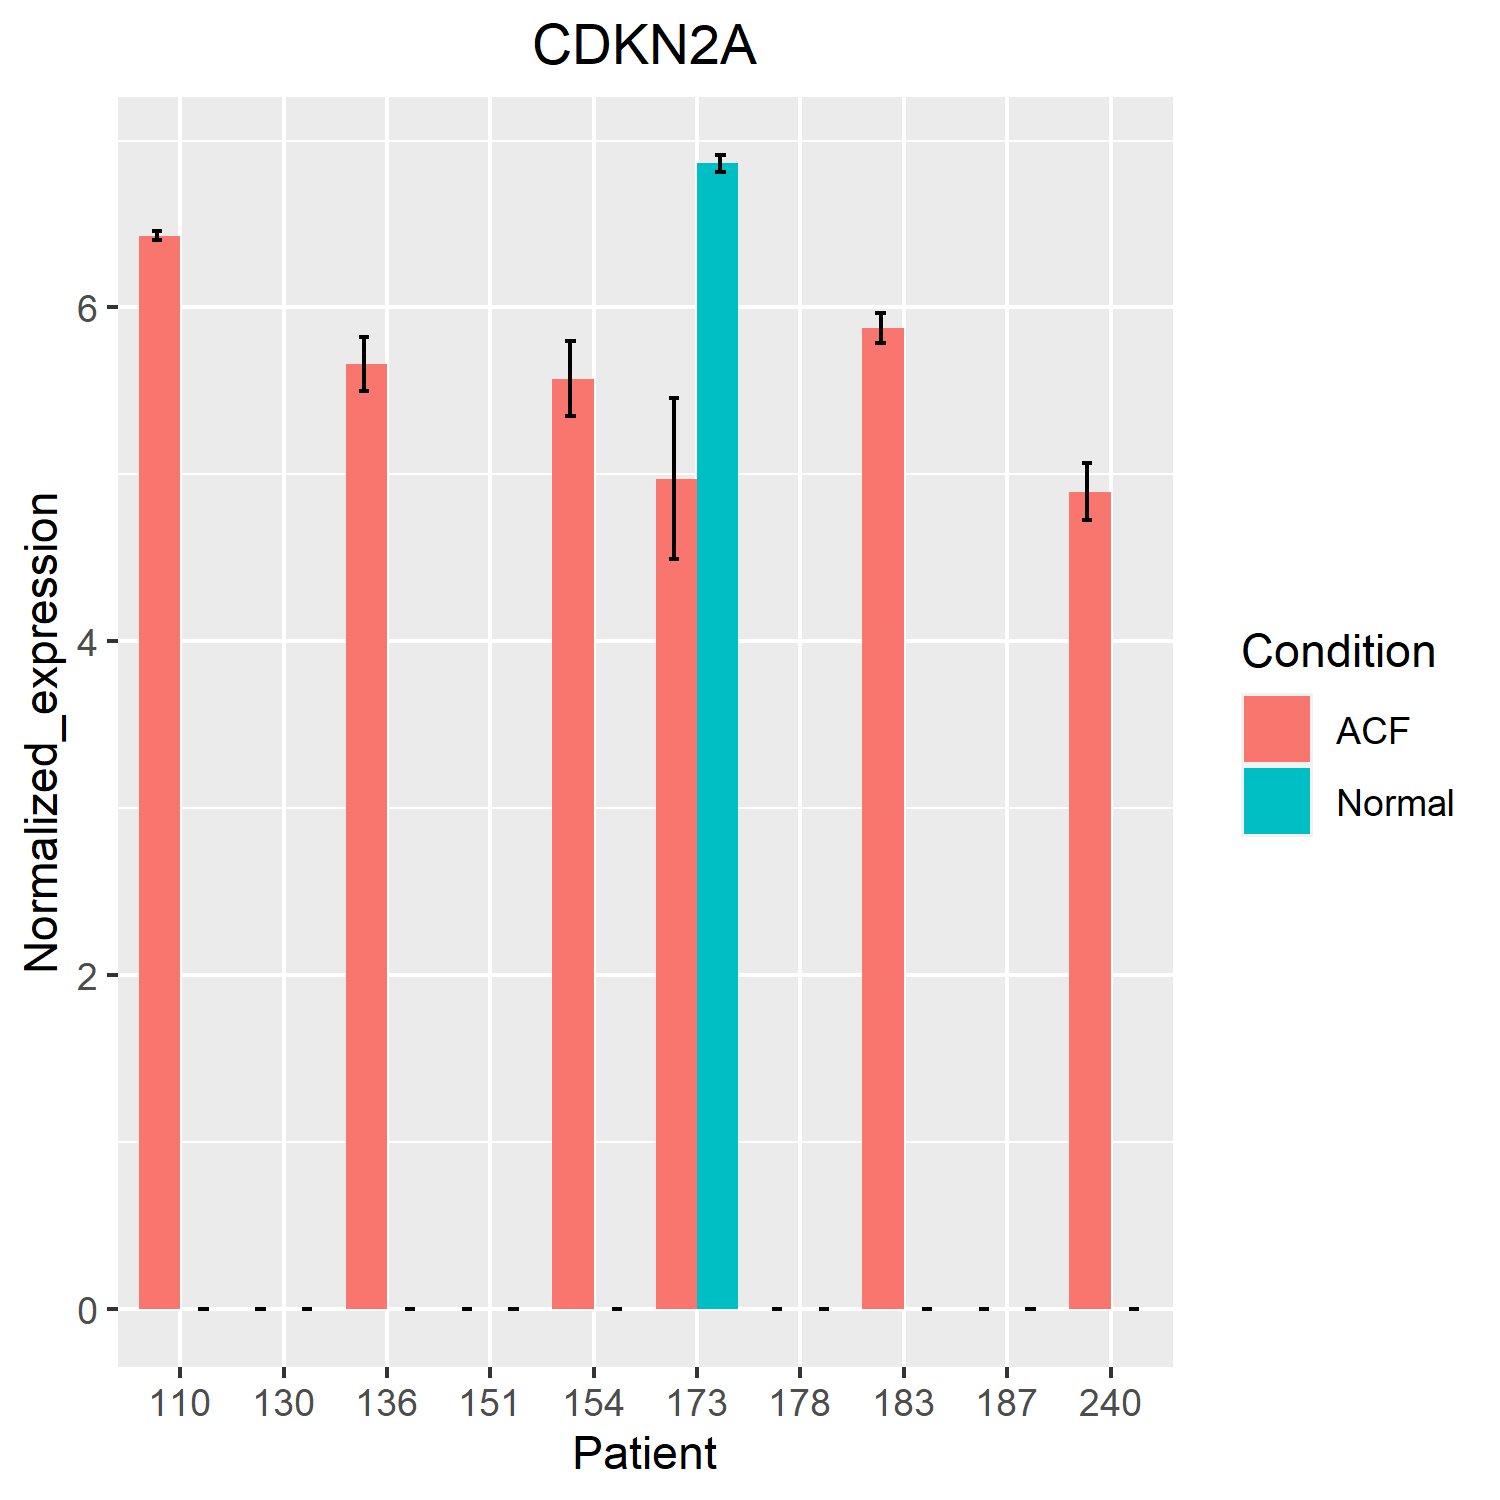 CDKN2A
Normalized_expression
6
4
2
0
110 130 136 151 154 173 178 183 187 240
Patient
Condition
ACF
Normal